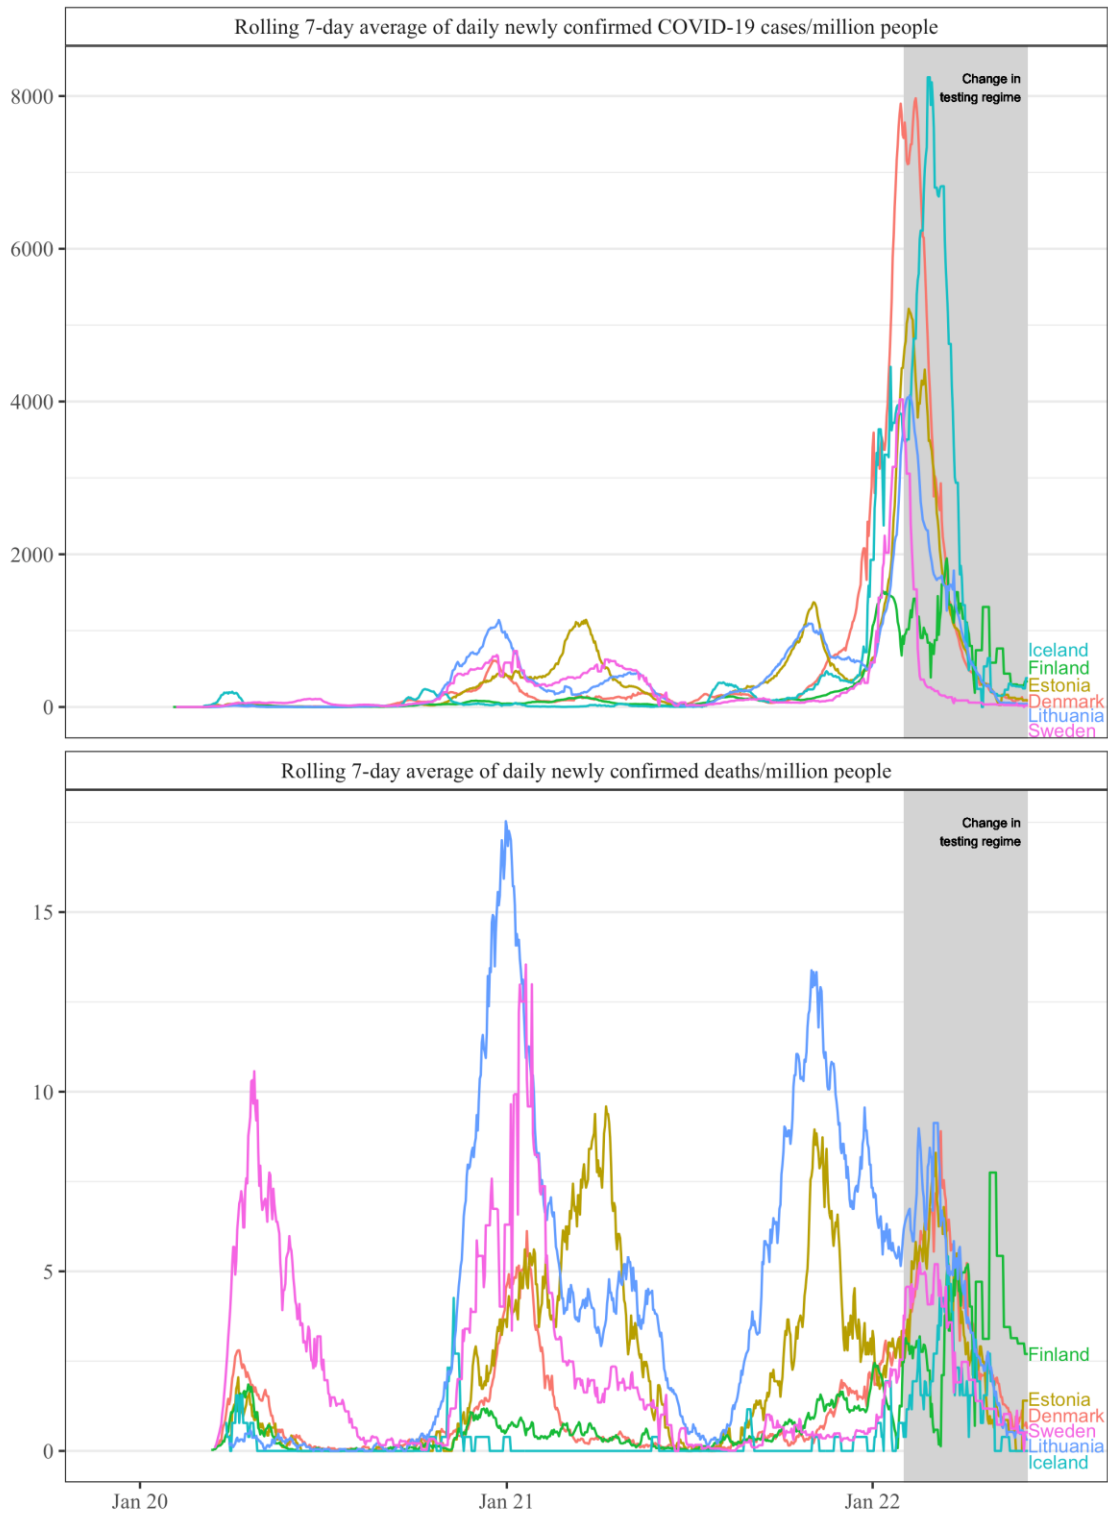 Rolling 7-day average of daily newly confirmed COVID-19 cases/million people
Change in
testing regime
8000
6000
4000
2000
0
Iceland
Finland
Estonia
Denmark
Lithuania
Sweden
Rolling 7-day average of daily newly confirmed deaths/million people
Change in
testing regime
15
10
5
0
Finland
Estonia
Denmark
Sweden
Lithuania
Iceland
Jan 20
Jan 21
Jan 22